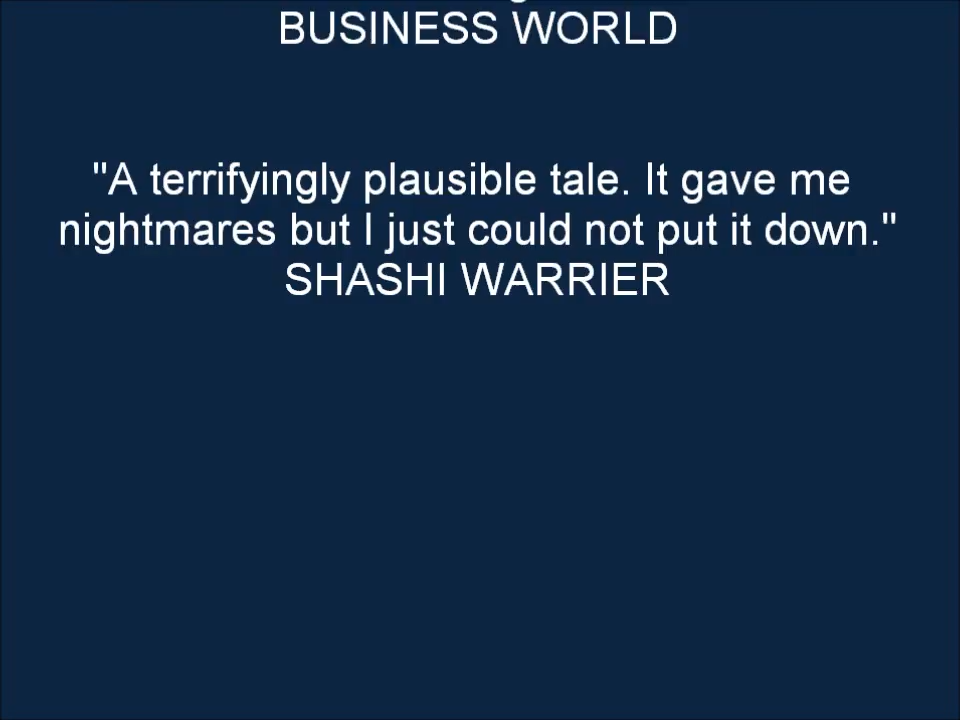 BUSINESS WORLD
"A terrifyingly plausible tale. It gave me
nightmares but I just could not put it down."
SHASHI WARRIER